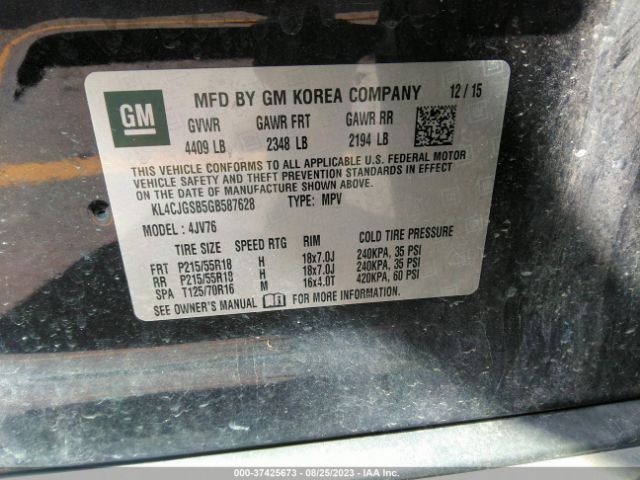 GM
MFD BY GM KOREA COMPANY 12 / 15
GVWR GAWR FRT GAWR RR
4409 LB 2348 LB 2194 LB
THIS VEHICLE CONFORMS TO ALL APPLICABLE U.S. FEDERAL MOTOR
VEHICLE SAFETY AND THEFT PREVENTION STANDARDS IN EFFECT
ON THE DATE OF MANUFACTURE SHOWN ABOVE.
KL4CJGSB5GB587628 TYPE: MPV
MODEL : 4JV76
TIRE SIZE SPEED RTG RIM COLD TIRE PRESSURE
FRT P215/55R18 H 18x7.0J 240KPA, 35 PSI
RR P215/55R18 H 18x7.0J 240KPA, 35 PSI
SPA T125/70R16 M 16x4.0T 420KPA, 60 PSI
SEE OWNER'S MANUAL FOR MORE INFORMATION.
000-37425673 - 08/25/2023 - IAA Inc.